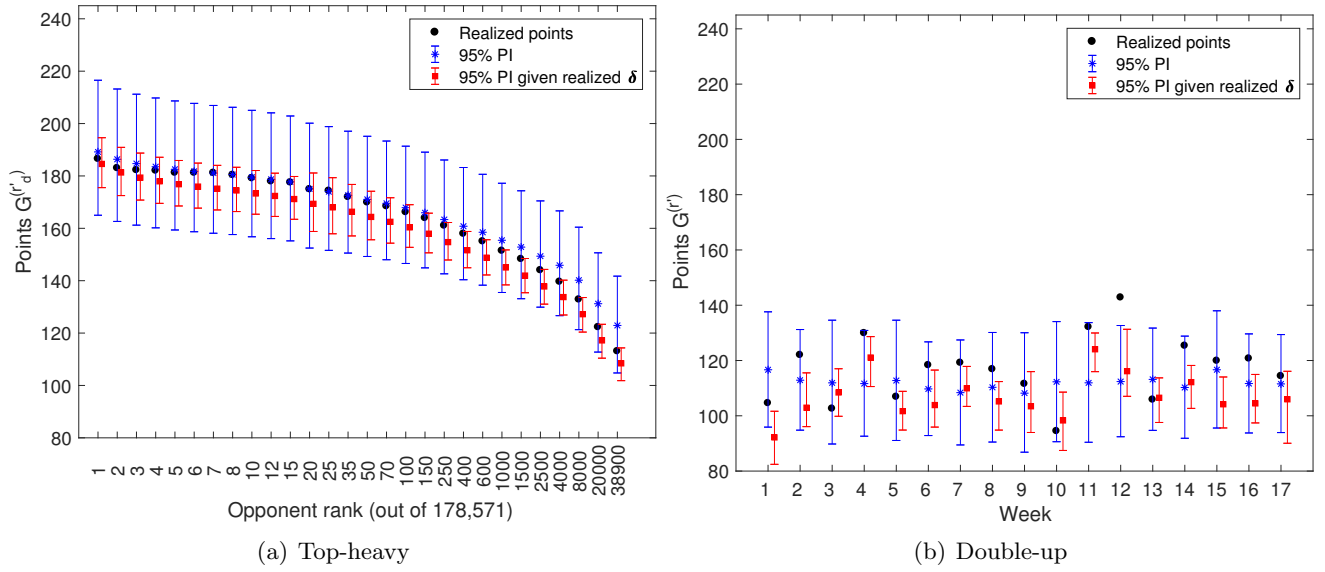 Realized points
95% PI
95% PI given realized δ
Points G^(r'_d)
240
220
200
180
160
140
120
100
80
1 2 3 4 5 6 7 8 10 12 15 20 25 35 50 70 100 150 250 400 600 1000 1500 2500 4000 8000 20000 38900
Opponent rank (out of 178,571)
(a) Top-heavy
Realized points
95% PI
95% PI given realized δ
Points G^(r')
240
220
200
180
160
140
120
100
80
1 2 3 4 5 6 7 8 9 10 11 12 13 14 15 16 17
Week
(b) Double-up